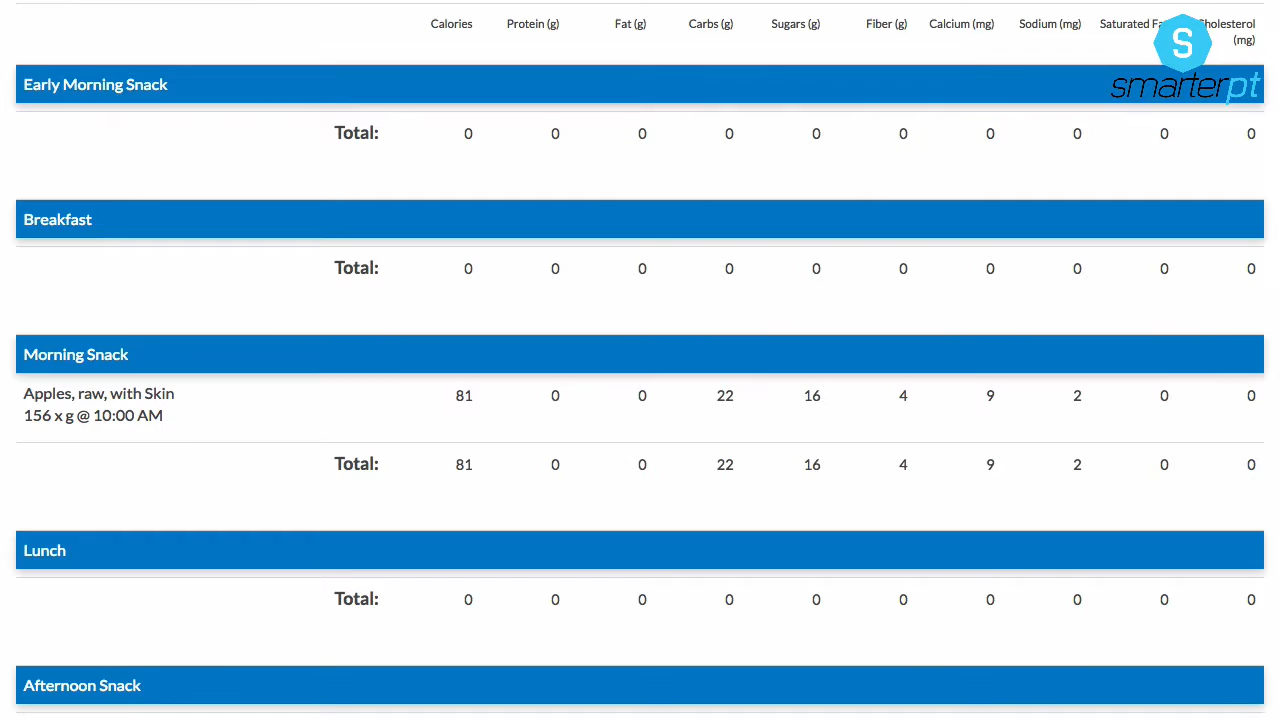 Calories Protein (g) Fat (g) Carbs (g) Sugars (g) Fiber (g) Calcium (mg) Sodium (mg) Saturated
(mg)
S
Early Morning Snack
smarterpt
Total: 0 0 0 0 0 0 0 0 0 0
Breakfast
Total: 0 0 0 0 0 0 0 0 0 0
Morning Snack
Apples, raw, with Skin 81 0 0 22 16 4 9 2 0 0
156 x g @ 10:00 AM
Total: 81 0 0 22 16 4 9 2 0 0
Lunch
Total: 0 0 0 0 0 0 0 0 0 0
Afternoon Snack